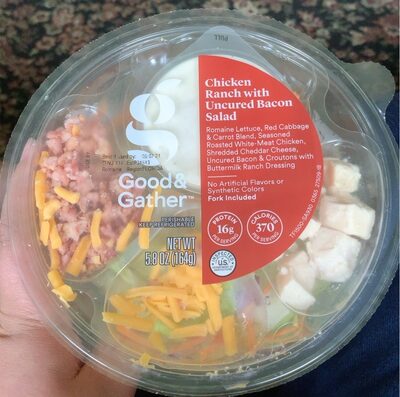 PULL
Chicken
Ranch with
Uncured Bacon
Salad
Romaine Lettuce, Red Cabbage
& Carrot Blend, Seasoned
Roasted White-Meat Chicken,
Shredded Cheddar Cheese,
Uncured Bacon & Croutons with
Buttermilk Ranch Dressing
No Artificial Flavors or
Synthetic Colors
Fork Included
PROTEIN
16g
PER SERVING
CALORIES
370
PER SERVING
g
Good&
Gather™
PERISHABLE
KEEP REFRIGERATED
NET WT
5.8 OZ (164g)
INSPECTED
U.S.